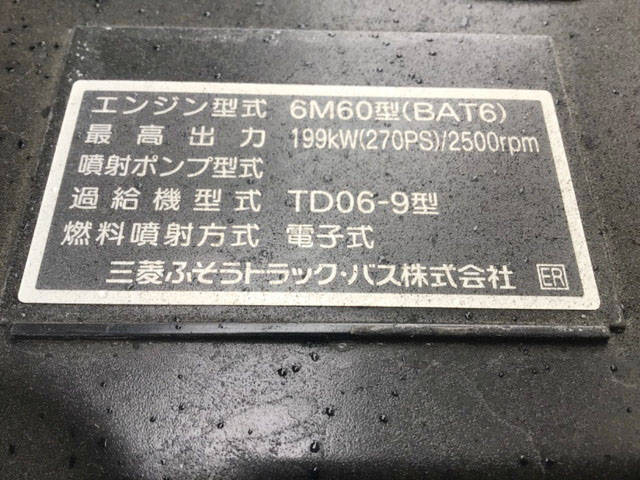 エンジン型式 6M60型(BAT6)
最高出力 199kW(270PS)/2500rpm
噴射ポンプ型式
過給機型式 TD06-9型
燃料噴射方式 電子式
三菱ふそうトラック・バス株式会社 ER